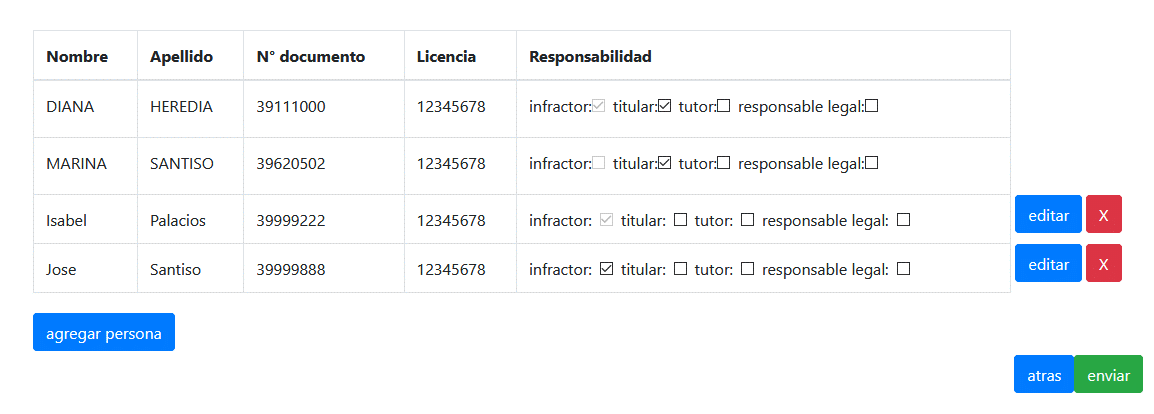 Nombre Apellido N° documento Licencia Responsabilidad
DIANA HEREDIA 39111000 12345678 infractor: titular: tutor: responsable legal:
MARINA SANTISO 39620502 12345678 infractor: titular: tutor: responsable legal:
Isabel Palacios 39999222 12345678 infractor: titular: tutor: responsable legal: editar X
Jose Santiso 39999888 12345678 infractor: titular: tutor: responsable legal: editar X
agregar persona
atras enviar